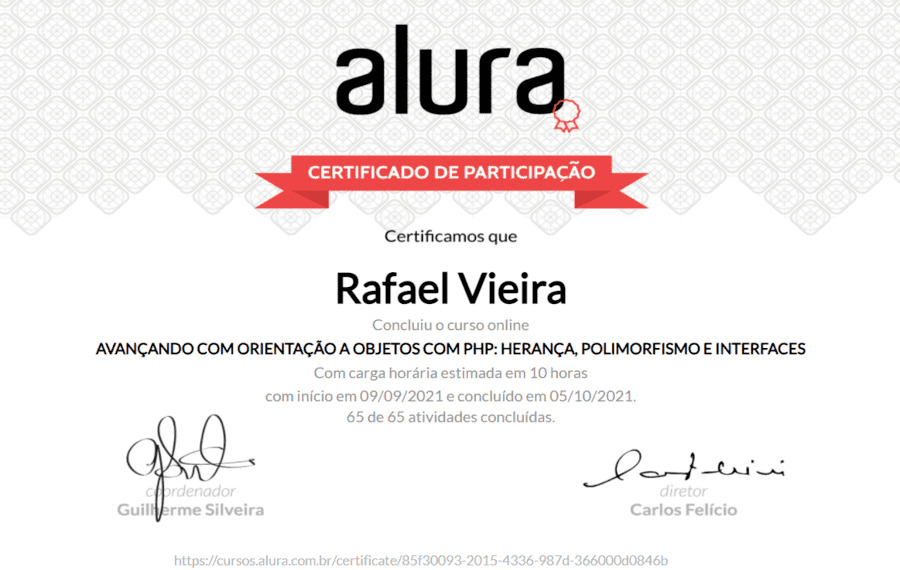 alura
CERTIFICADO DE PARTICIPAÇÃO
Certificamos que
Rafael Vieira
Concluiu o curso online
AVANÇANDO COM ORIENTAÇÃO A OBJETOS COM PHP: HERANÇA, POLIMORFISMO E INTERFACES
Com carga horária estimada em 10 horas
com início em 09/09/2021 e concluído em 05/10/2021.
65 de 65 atividades concluídas.
coordenador
Guilherme Silveira
diretor
Carlos Felício
https://cursos.alura.com.br/certificate/85f30093-2015-4336-987d-366000d0846b